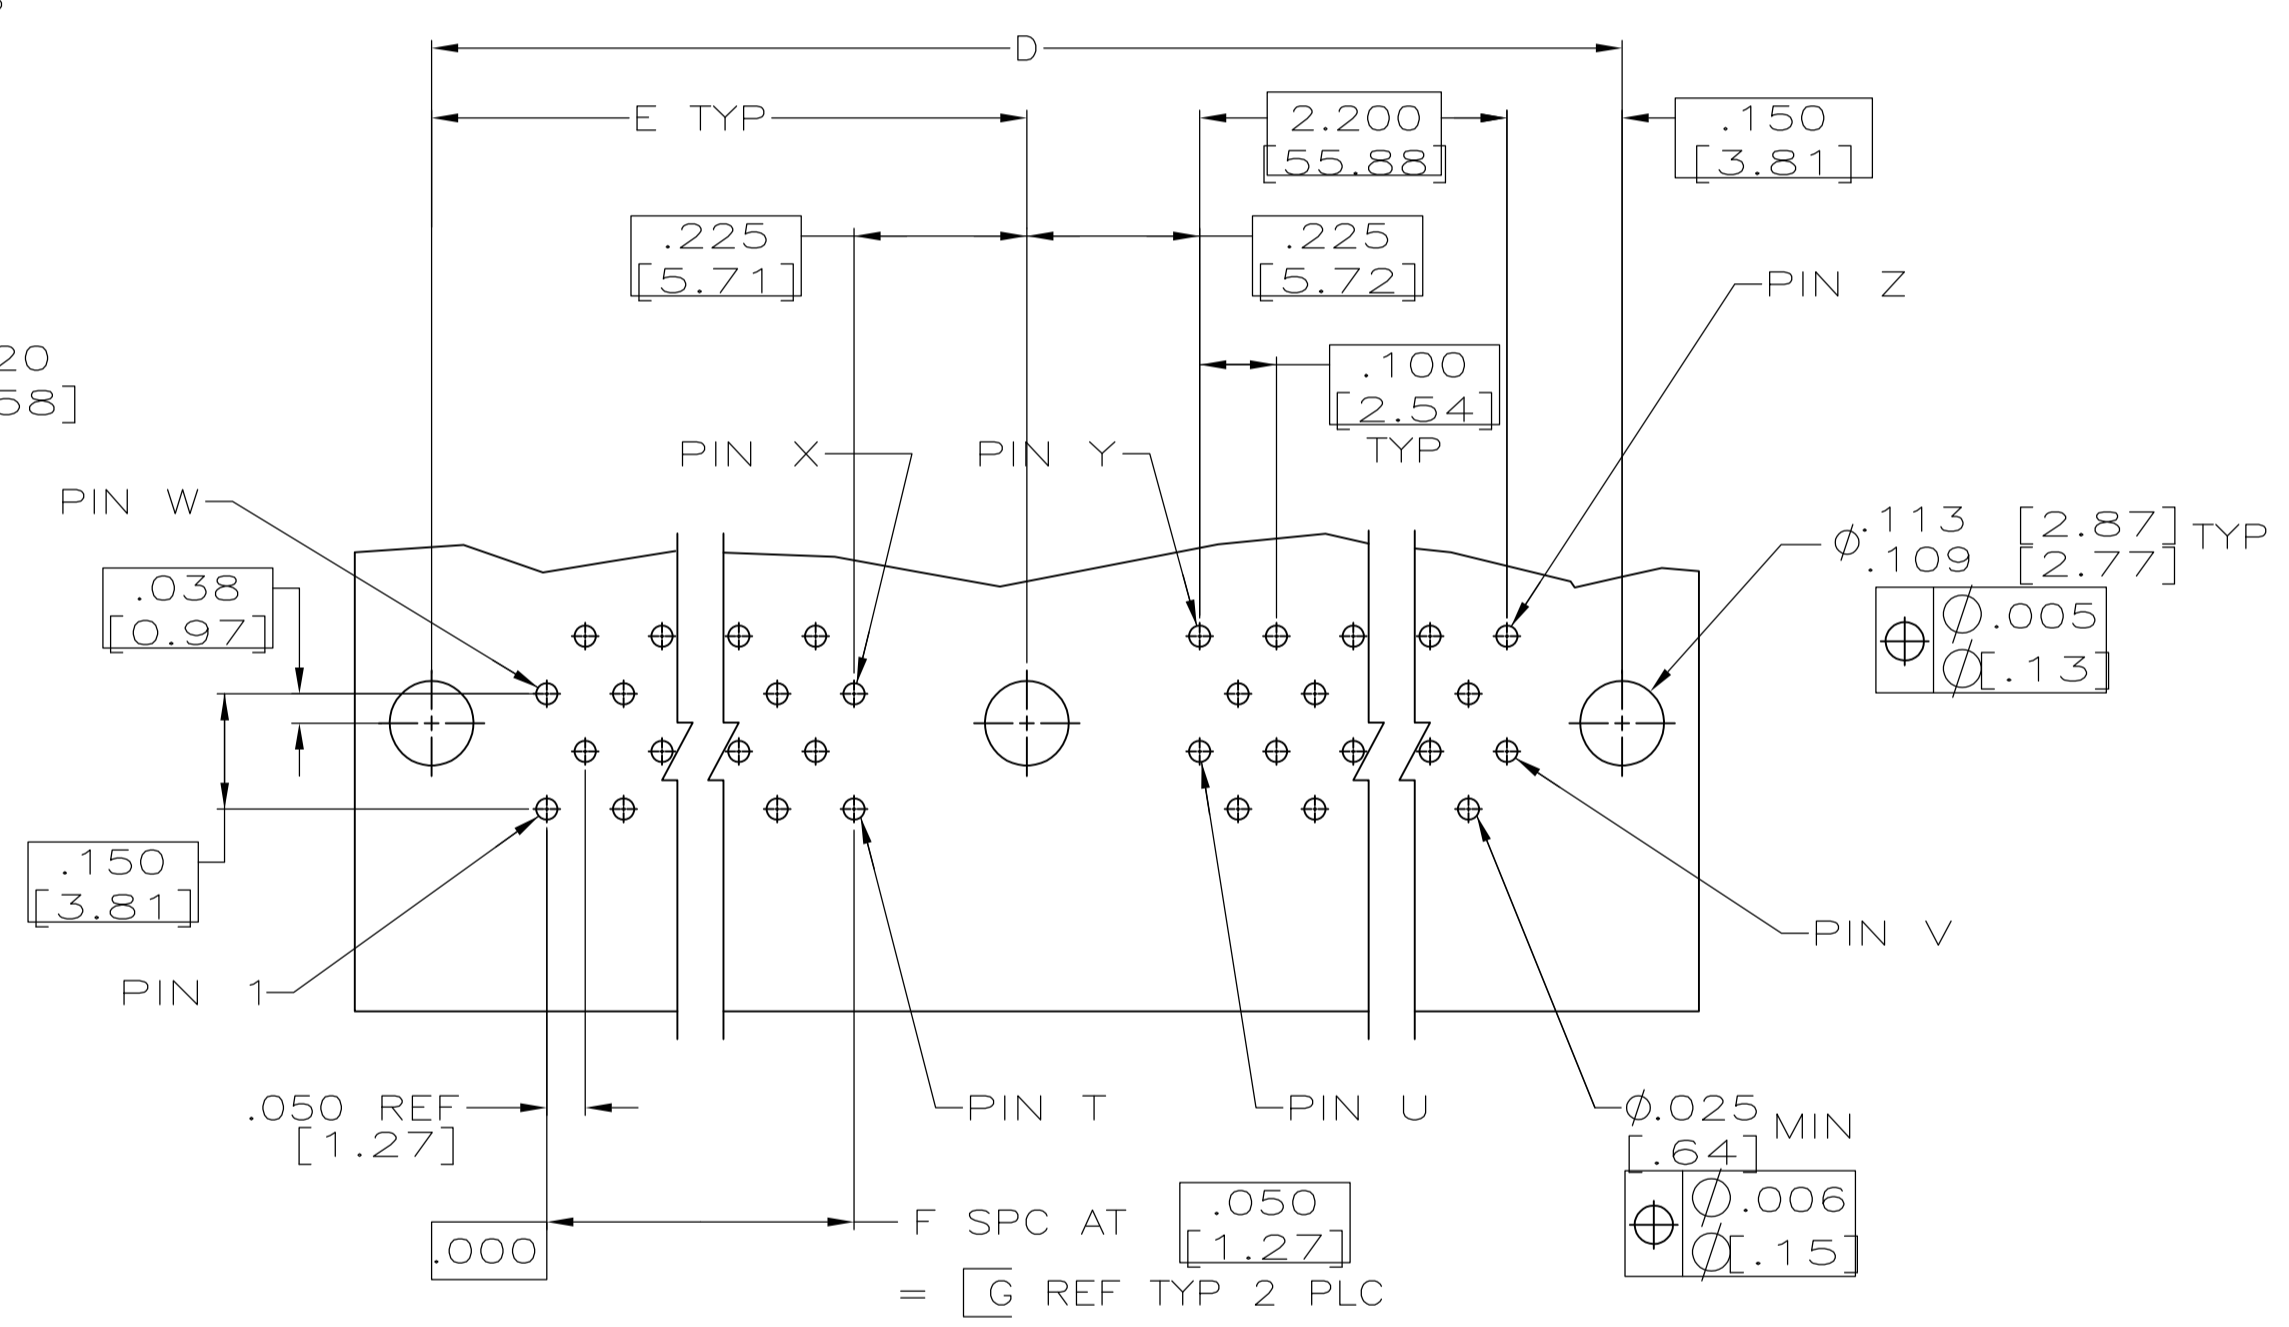 D
E TYP
2.200
[55.88]
.150
[3.81]
.225
[5.71]
.225
[5.72]
PIN Z
.100
[2.54]
TYP
20
58]
PIN X
PIN Y
PIN W
⌀.113 [2.87] TYP
.109 [2.77]
⌖ ⌀.005
⌀[.13]
.038
[0.97]
.150
[3.81]
PIN V
PIN 1
.050 REF
[1.27]
PIN T
PIN U
⌀.025 MIN
[.64]
⌖ ⌀.006
⌀[.15]
.000
F SPC AT .050
[1.27]
= G REF TYP 2 PLC